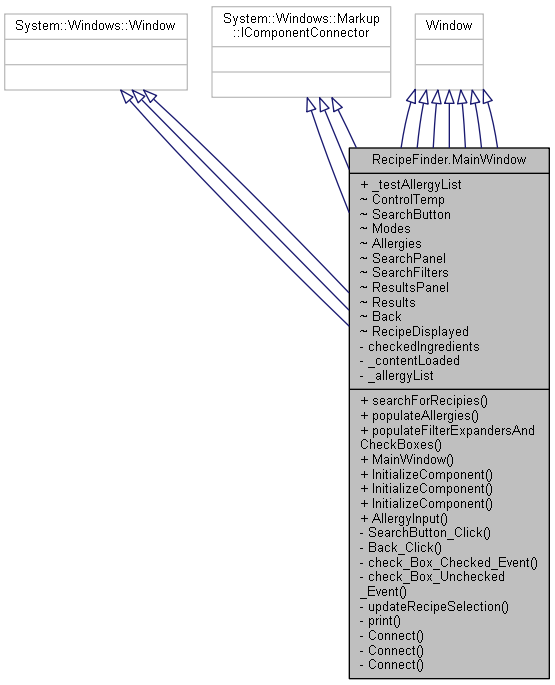 System::Windows::Window
System::Windows::Markup
::IComponentConnector
Window
RecipeFinder.MainWindow
+ _testAllergyList
~ ControlTemp
~ SearchButton
~ Modes
~ Allergies
~ SearchPanel
~ SearchFilters
~ ResultsPanel
~ Results
~ Back
~ RecipeDisplayed
- checkedIngredients
- _contentLoaded
- _allergyList
+ searchForRecipies()
+ populateAllergies()
+ populateFilterExpandersAnd
CheckBoxes()
+ MainWindow()
+ InitializeComponent()
+ InitializeComponent()
+ InitializeComponent()
+ AllergyInput()
- SearchButton_Click()
- Back_Click()
- check_Box_Checked_Event()
- check_Box_Unchecked
_Event()
- updateRecipeSelection()
- print()
- Connect()
- Connect()
- Connect()